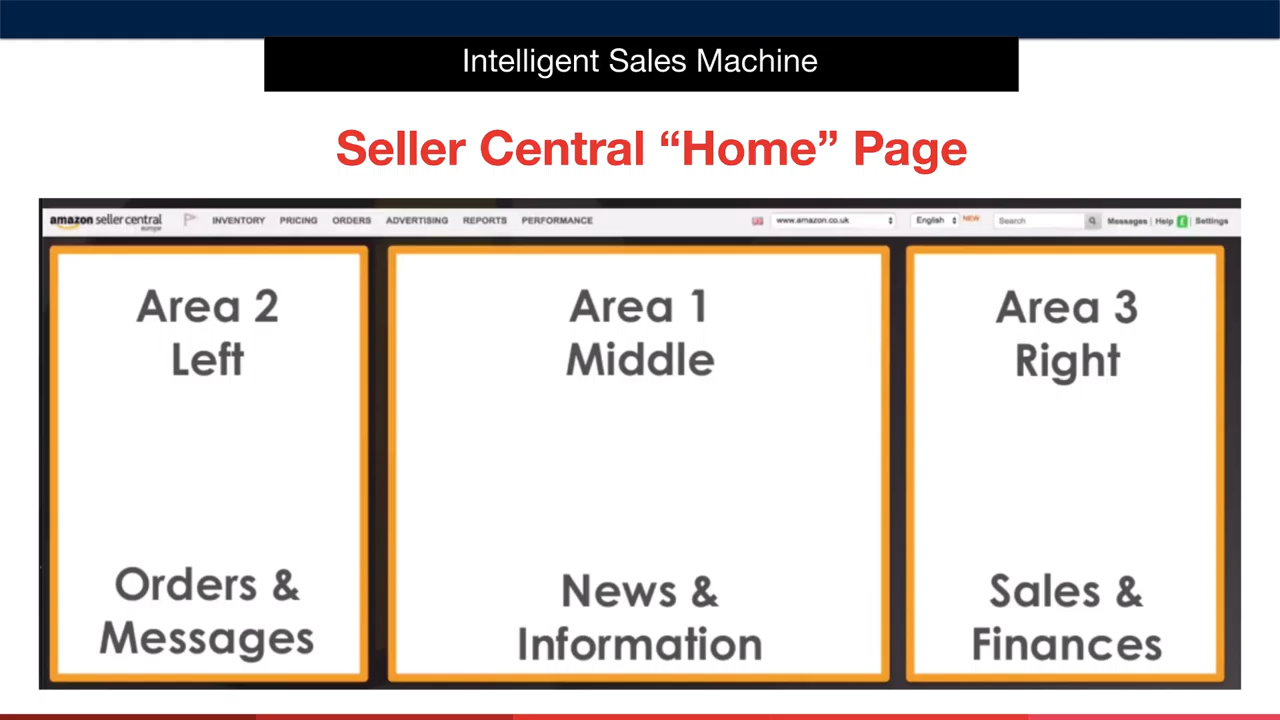 Intelligent Sales Machine
Seller Central “Home” Page
amazon seller central europe INVENTORY PRICING ORDERS ADVERTISING REPORTS PERFORMANCE www.amazon.co.uk English NEW Search Messages | Help | Settings
Area 2
Left
Orders &
Messages
Area 1
Middle
News &
Information
Area 3
Right
Sales &
Finances